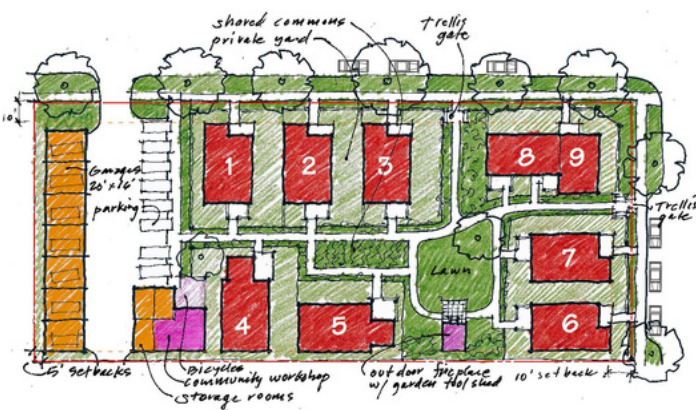 shared commons
private yard
Trellis
gate
10'
1
2
3
8
9
Garages
20' x 16'
parking
Trellis
gate
7
Lawn
4
5
6
5' setbacks
Bicycles
community workshop
storage rooms
outdoor fireplace
w/ garden tool shed
10' setback